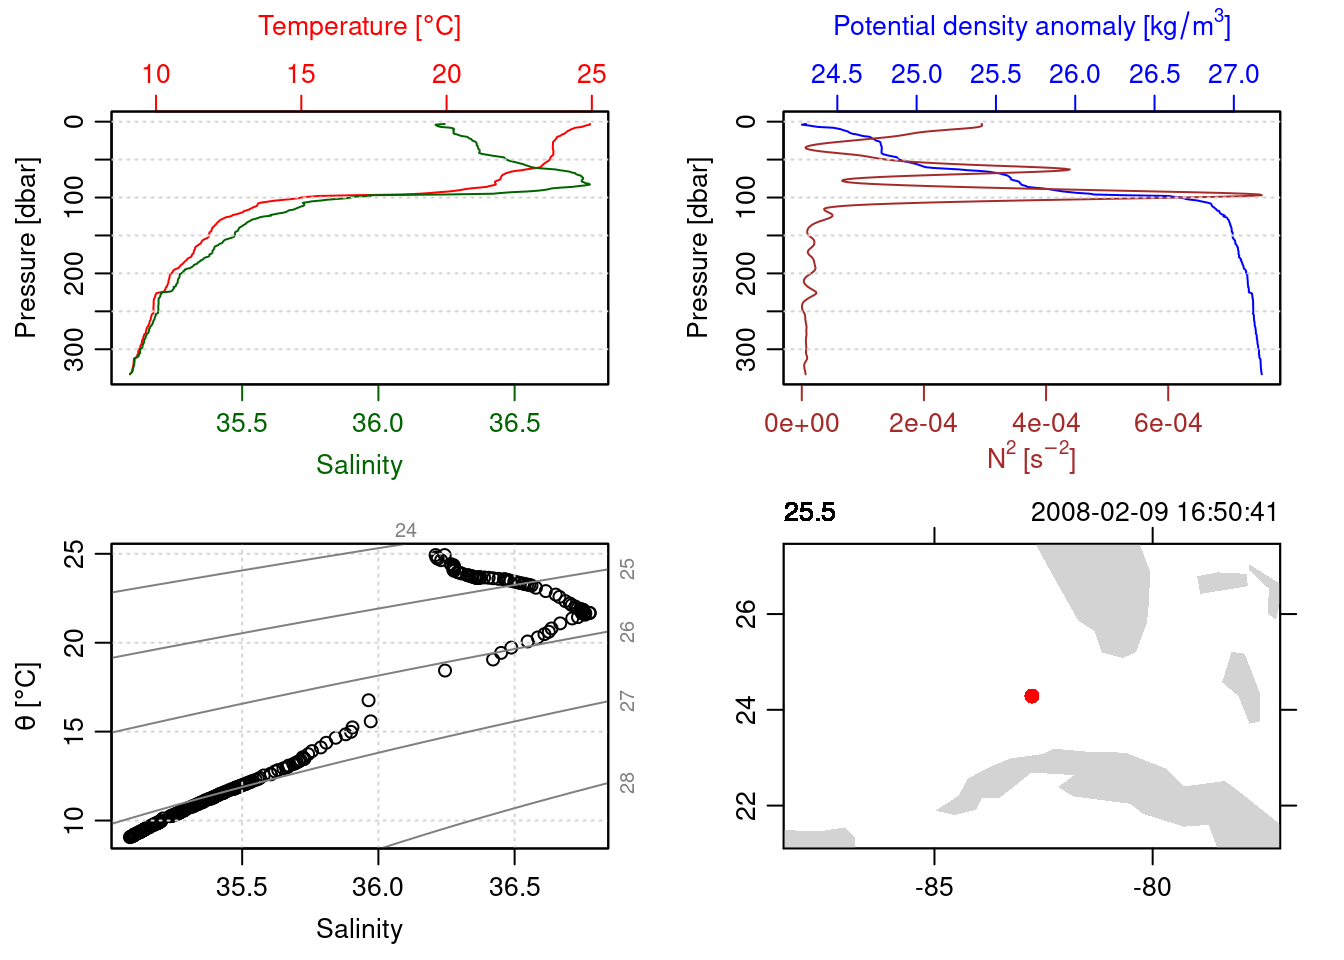 Temperature [°C]
10 15 20 25
0
100
200
300
Pressure [dbar]
35.5 36.0 36.5
Salinity
Potential density anomaly [kg/m³]
24.5 25.0 25.5 26.0 26.5 27.0
0
100
200
300
Pressure [dbar]
0e+00 2e-04 4e-04 6e-04
N² [s⁻²]
24
25
26
27
28
25
20
15
10
θ [°C]
35.5 36.0 36.5
Salinity
25.5 2008-02-09 16:50:41
26
24
22
-85 -80